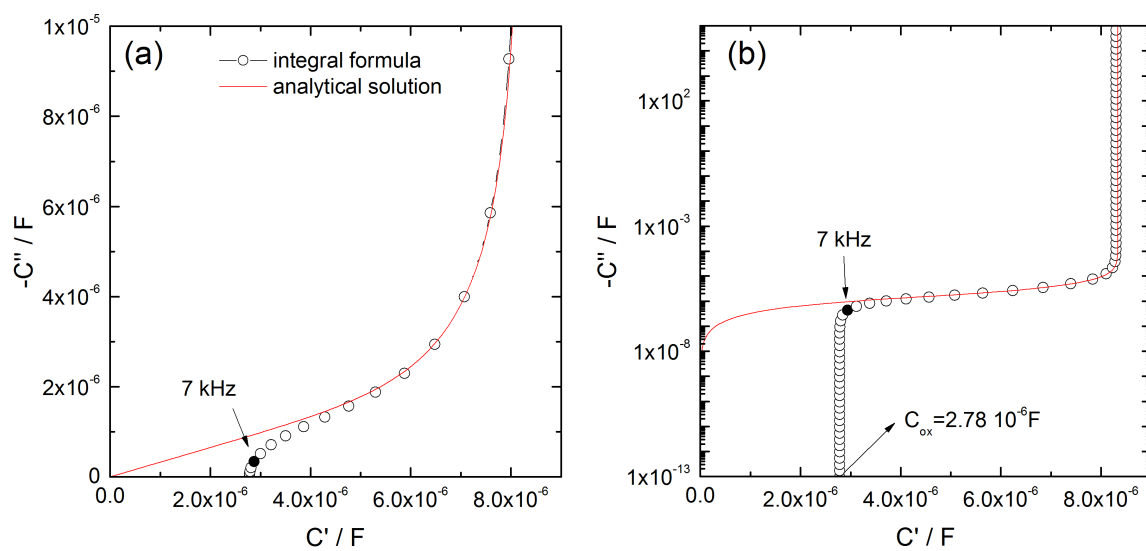 (a)
integral formula
analytical solution
1x10⁻⁵
8x10⁻⁶
6x10⁻⁶
4x10⁻⁶
2x10⁻⁶
0
-C'' / F
7 kHz
0.0 2.0x10⁻⁶ 4.0x10⁻⁶ 6.0x10⁻⁶ 8.0x10⁻⁶
C' / F
(b)
1x10²
1x10⁻³
1x10⁻⁸
1x10⁻¹³
-C'' / F
7 kHz
Cₒₓ=2.78 10⁻⁶F
0.0 2.0x10⁻⁶ 4.0x10⁻⁶ 6.0x10⁻⁶ 8.0x10⁻⁶
C' / F